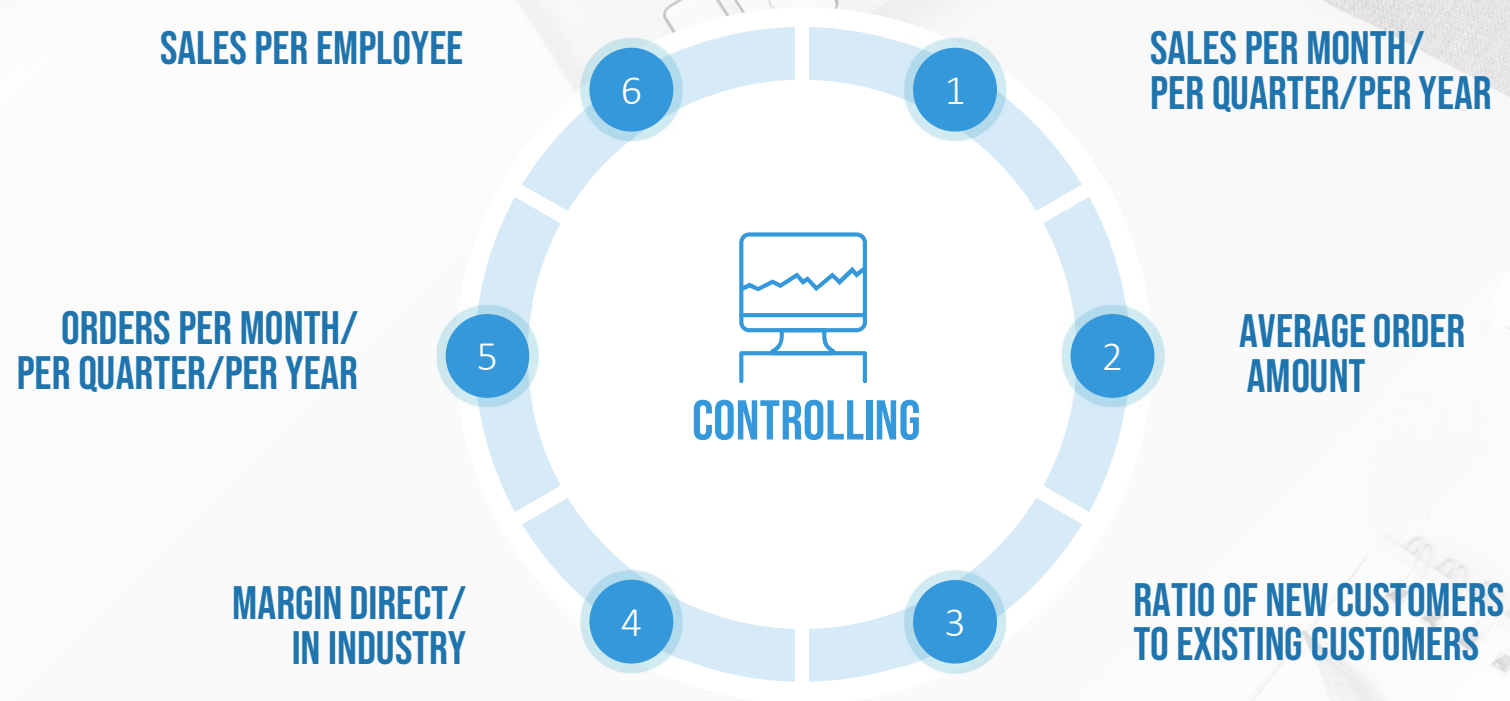 SALES PER EMPLOYEE
6
1
SALES PER MONTH/
PER QUARTER/PER YEAR
ORDERS PER MONTH/
PER QUARTER/PER YEAR
5
CONTROLLING
2
AVERAGE ORDER
AMOUNT
MARGIN DIRECT/
IN INDUSTRY
4
3
RATIO OF NEW CUSTOMERS
TO EXISTING CUSTOMERS